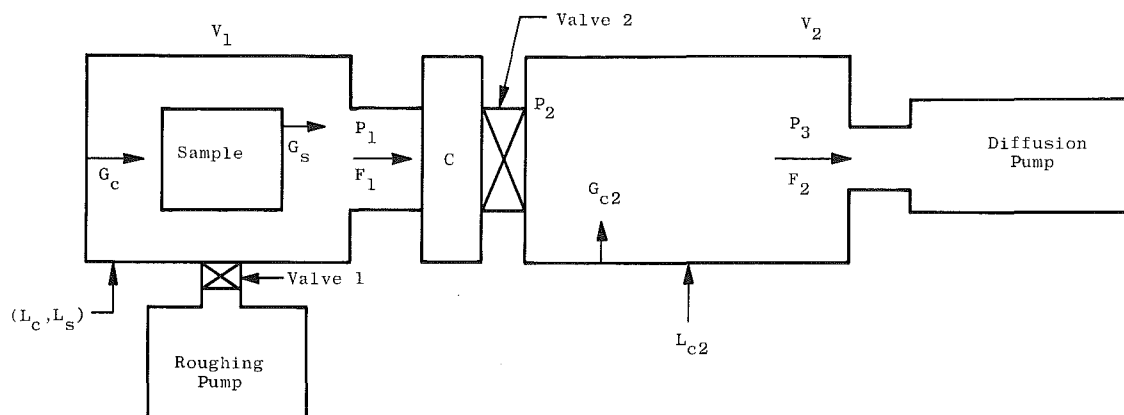 Valve 2
V1
V2
P2
P1
P3
Sample
Gs
C
Diffusion
Pump
Gc
F1
F2
Gc2
Valve 1
(Lc,Ls)
Lc2
Roughing
Pump